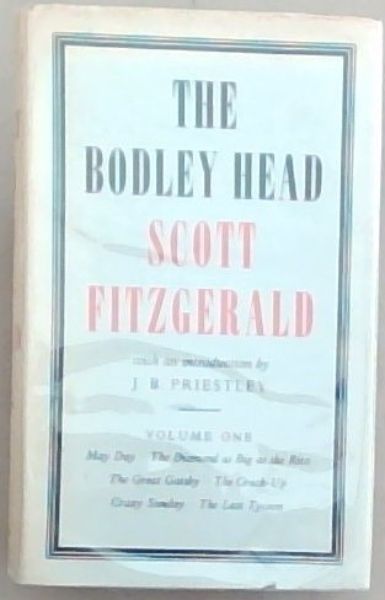 THE
BODLEY HEAD
SCOTT
FITZGERALD
with an introduction by
J. B. PRIESTLEY
VOLUME ONE
May Day The Diamond as Big as the Ritz
The Great Gatsby The Crack-Up
Crazy Sunday The Last Tycoon